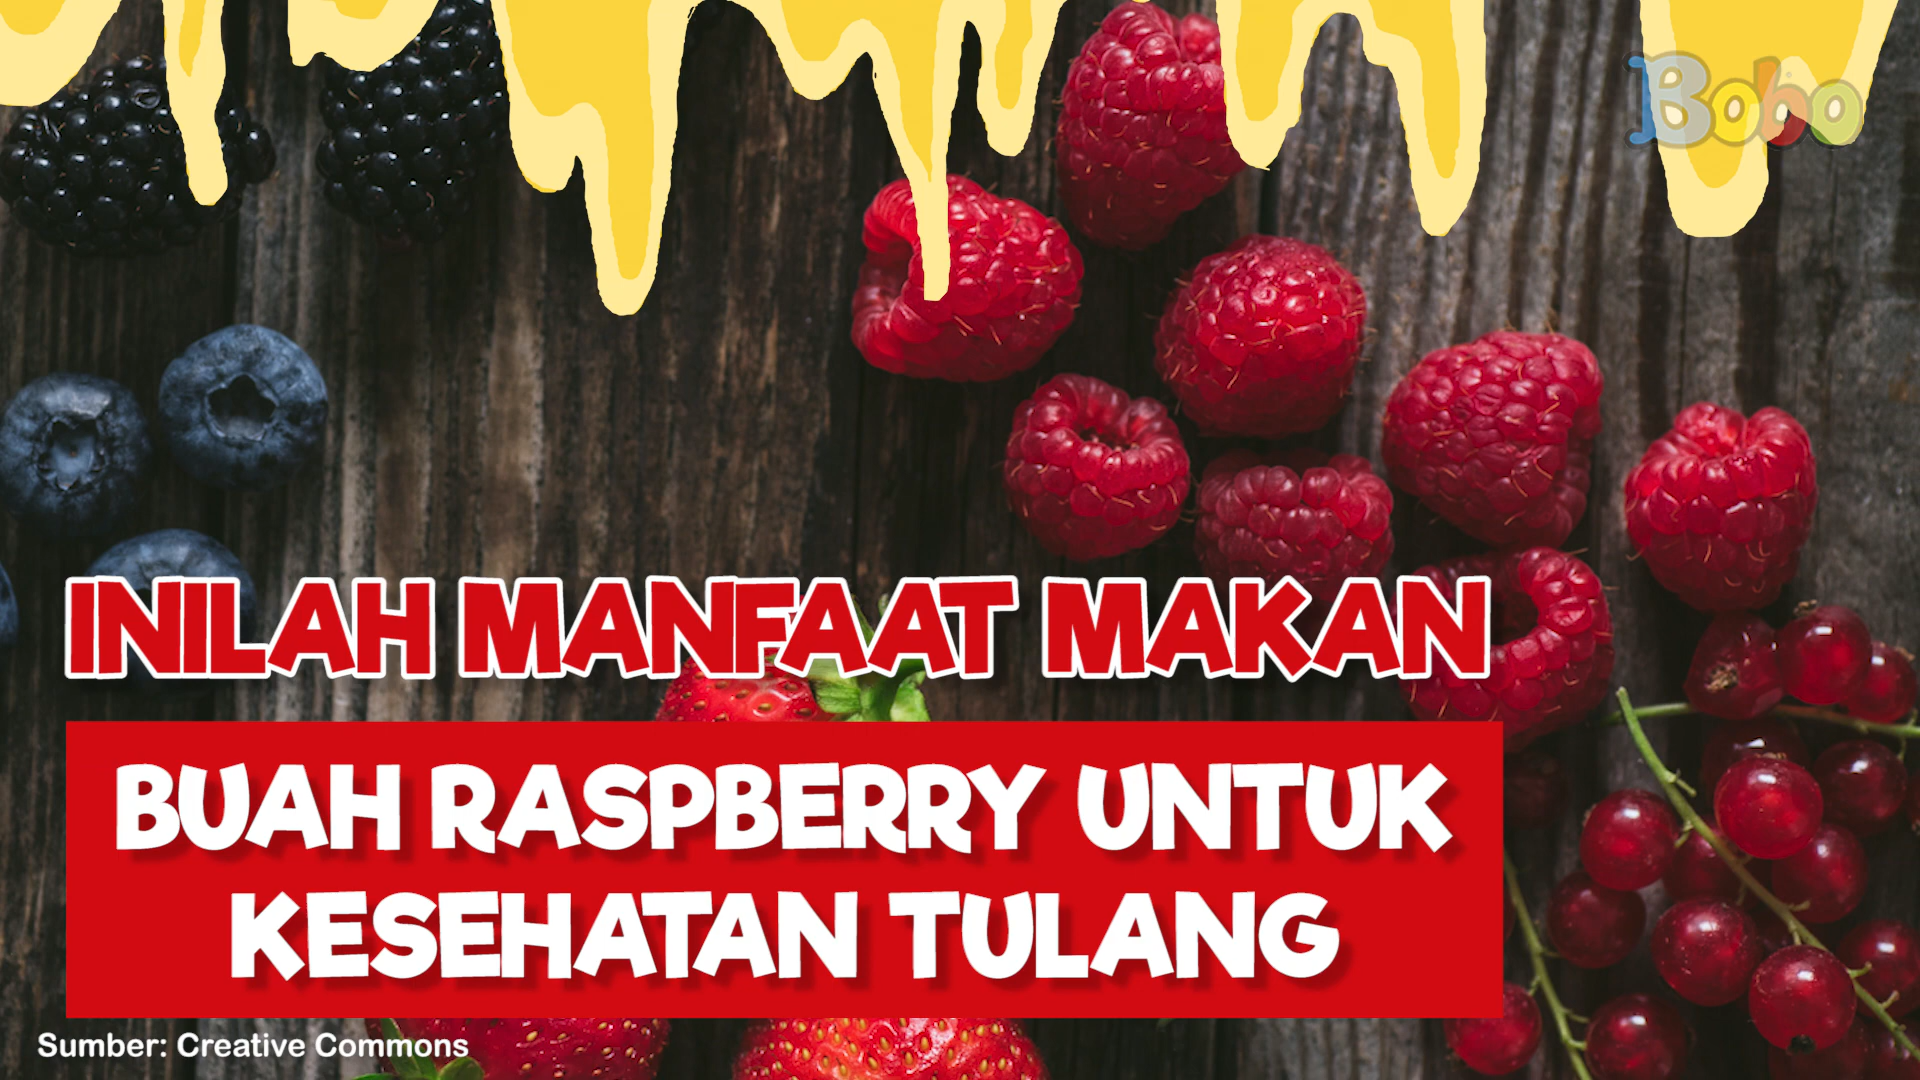 Bobo
INILAH MANFAAT MAKAN
BUAH RASPBERRY UNTUK
KESEHATAN TULANG
Sumber: Creative Commons